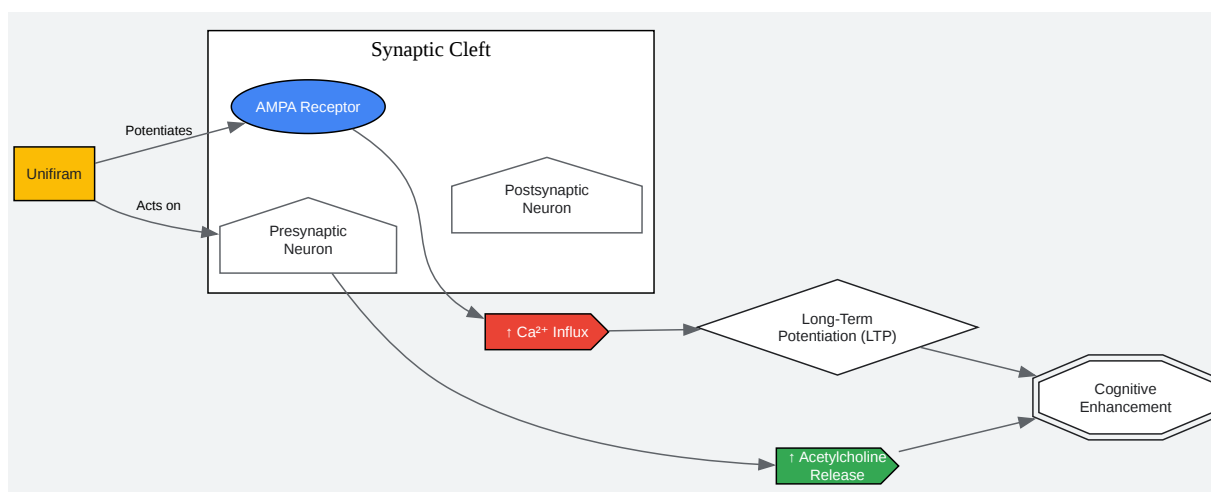 Synaptic Cleft
AMPA Receptor
Potentiates
Unifiram
Acts on
Postsynaptic
Neuron
Presynaptic
Neuron
↑ Ca²⁺ Influx
Long-Term
Potentiation (LTP)
Cognitive
Enhancement
↑ Acetylcholine
Release